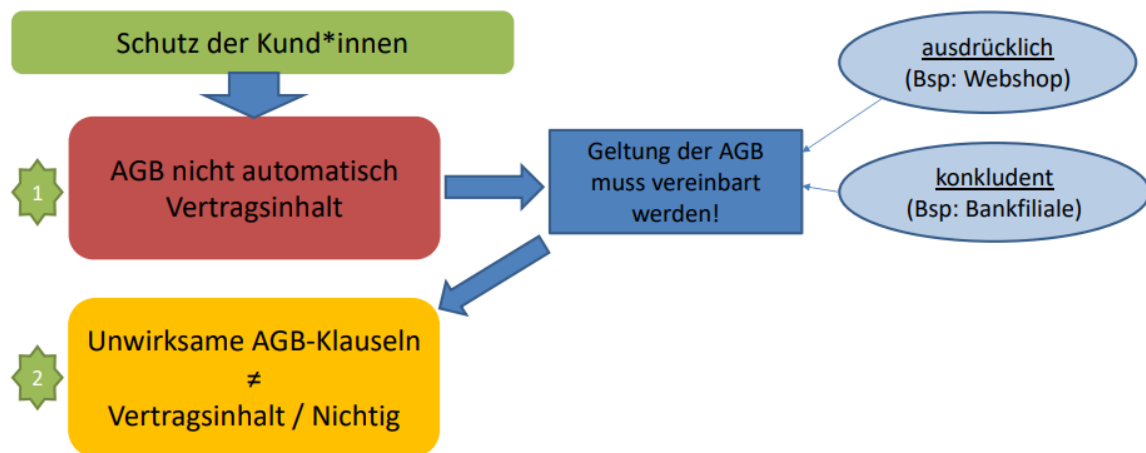 Schutz der Kund*innen
1
AGB nicht automatisch
Vertragsinhalt
Geltung der AGB
muss vereinbart
werden!
ausdrücklich
(Bsp: Webshop)
konkludent
(Bsp: Bankfiliale)
2
Unwirksame AGB-Klauseln
≠
Vertragsinhalt / Nichtig